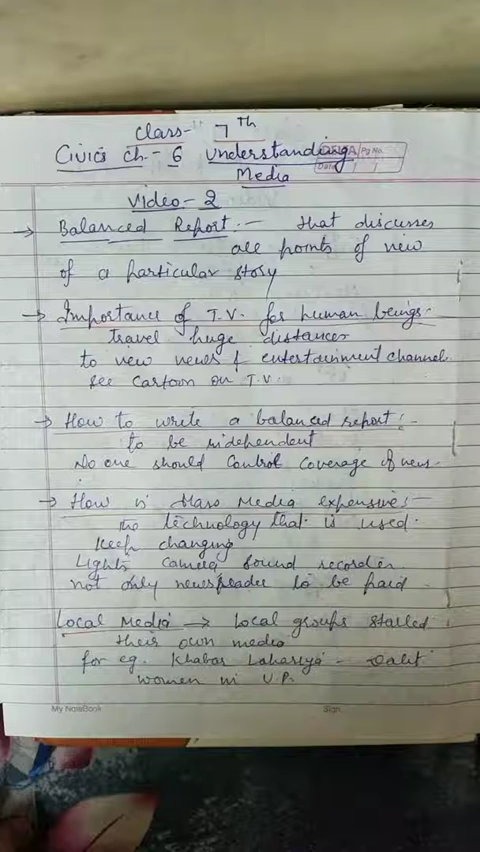 Class- 7th
Civics ch- 6 Understanding
Pg No.
Date
Media
Video- 2
→ Balanced Report:- that discusses
all points of view
of a particular story
→ Importance of T.V. for human beings-
travel huge distances
to view news & entertainment channel.
see cartoon on T.V.
→ How to write a balanced report:-
to be independent
No one should control coverage of news.
→ How is Mass Media expensive:-
the technology that is used.
Keep changing
Lights camera sound recorder
not only newsreader to be paid
Local Media → Local groups started
their own media
for eg. Khabar Lahariya - Dalit
women in U.P.
My NoteBook
Sign